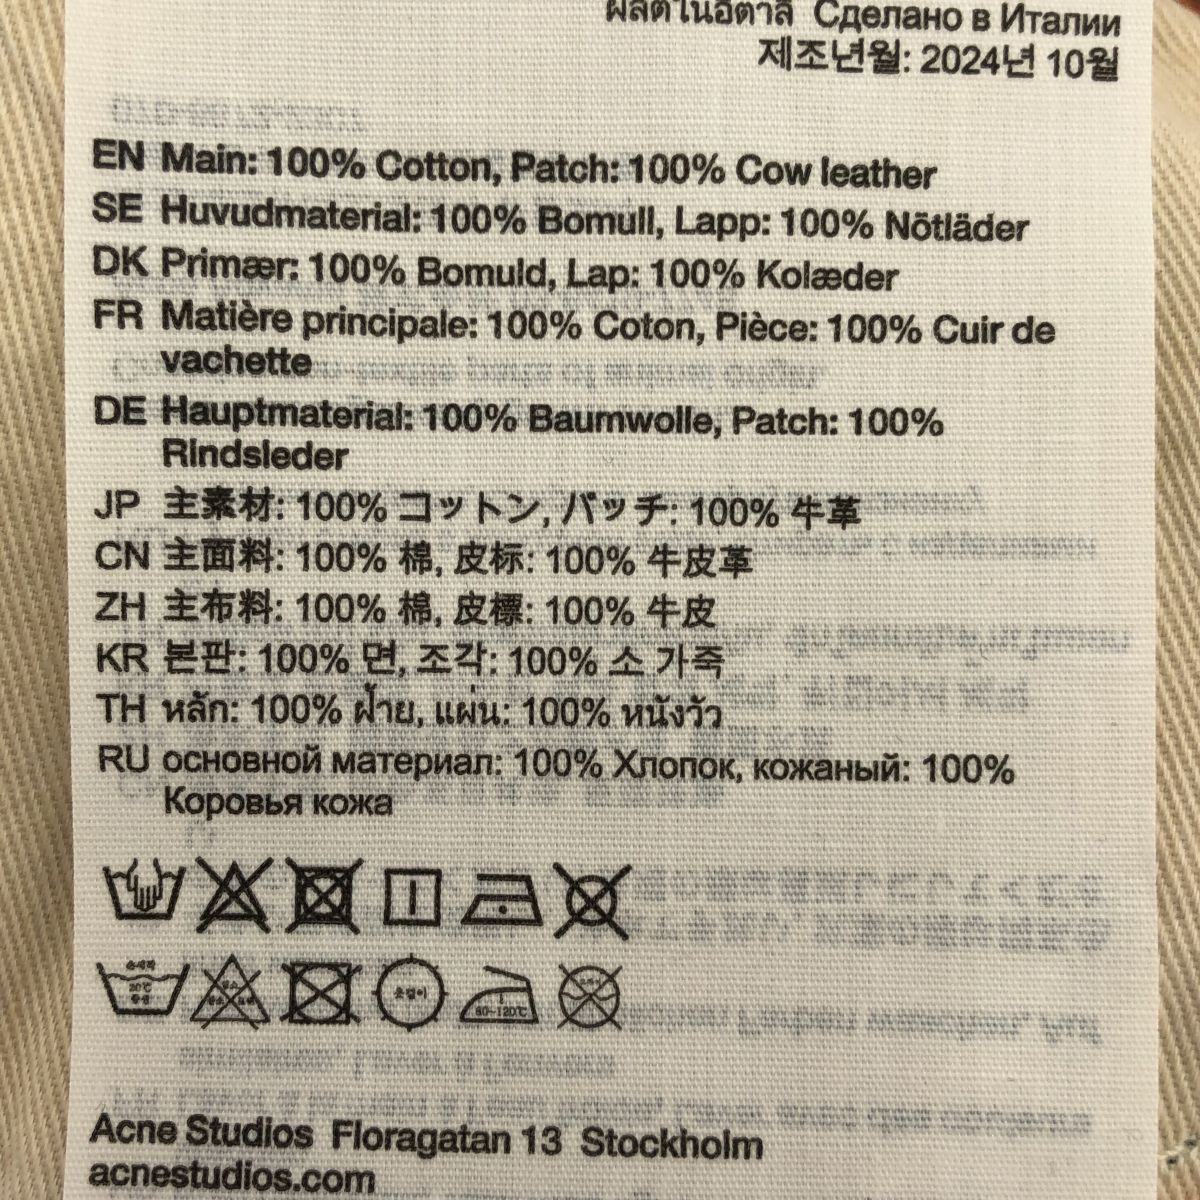 ผลิตในอิตาลี Сделано в Италии
제조년월: 2024년 10월
EN Main: 100% Cotton, Patch: 100% Cow leather
SE Huvudmaterial: 100% Bomull, Lapp: 100% Nötläder
DK Primær: 100% Bomuld, Lap: 100% Kolæder
FR Matière principale: 100% Coton, Pièce: 100% Cuir de
vachette
DE Hauptmaterial: 100% Baumwolle, Patch: 100%
Rindsleder
JP 主素材: 100% コットン, パッチ: 100% 牛革
CN 主面料: 100% 棉, 皮标: 100% 牛皮革
ZH 主布料: 100% 棉, 皮標: 100% 牛皮
KR 본판: 100% 면, 조각: 100% 소 가죽
TH หลัก: 100% ฝ้าย, แผ่น: 100% หนังวัว
RU основной материал: 100% Хлопок, кожаный: 100%
Коровья кожа
80~120℃
Acne Studios Floragatan 13 Stockholm
acnestudios.com